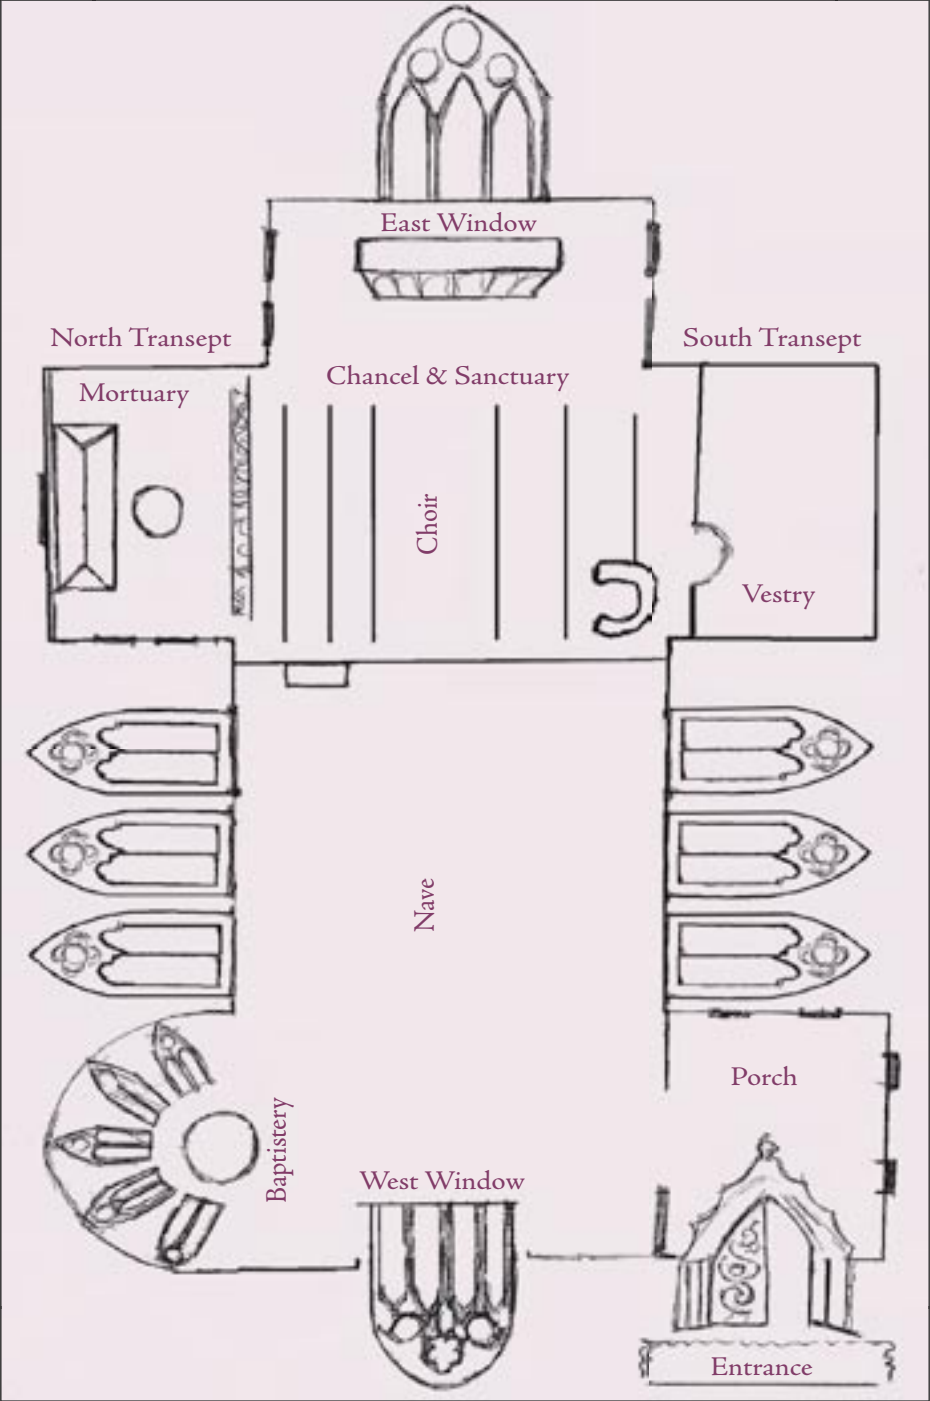 East Window
North Transept
South Transept
Chancel & Sanctuary
Mortuary
Choir
Vestry
Nave
Porch
Baptistery
West Window
Entrance